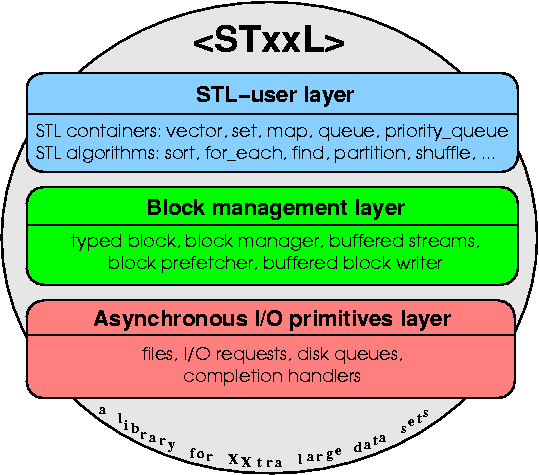 <STxxL>
STL-user layer
STL containers: vector, set, map, queue, priority_queue
STL algorithms: sort, for_each, find, partition, shuffle, ...
Block management layer
typed block, block manager, buffered streams,
block prefetcher, buffered block writer
Asynchronous I/O primitives layer
files, I/O requests, disk queues,
completion handlers
a library for XXtra large data sets